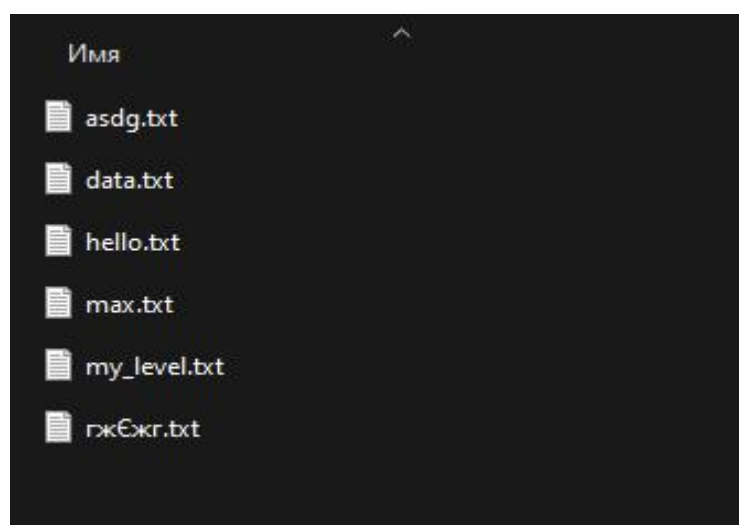 Имя
asdg.txt
data.txt
hello.txt
max.txt
my_level.txt
гжЄжг.txt